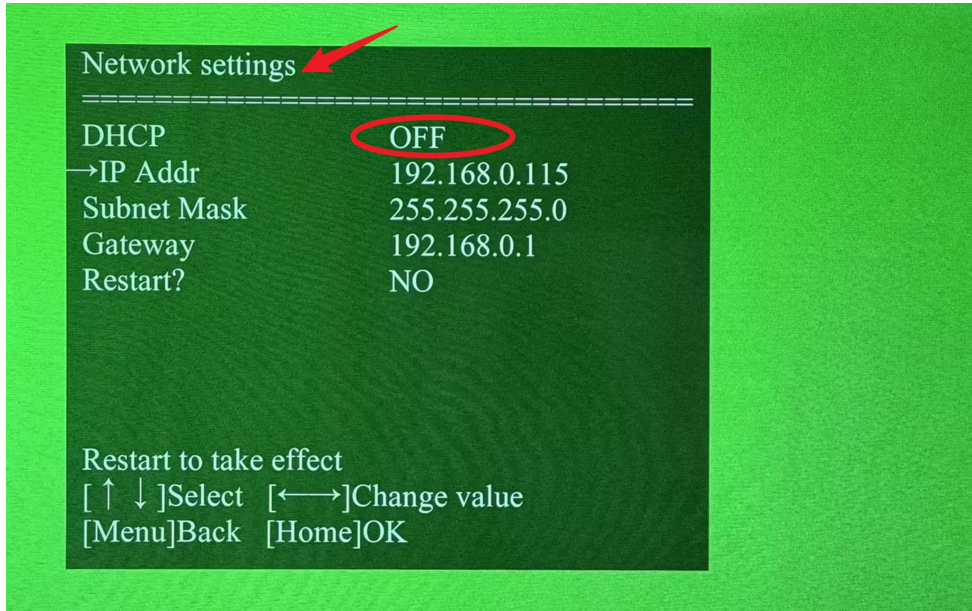 Network settings
==================================
DHCP OFF
→IP Addr 192.168.0.115
Subnet Mask 255.255.255.0
Gateway 192.168.0.1
Restart? NO
Restart to take effect
[↑↓]Select [←→]Change value
[Menu]Back [Home]OK